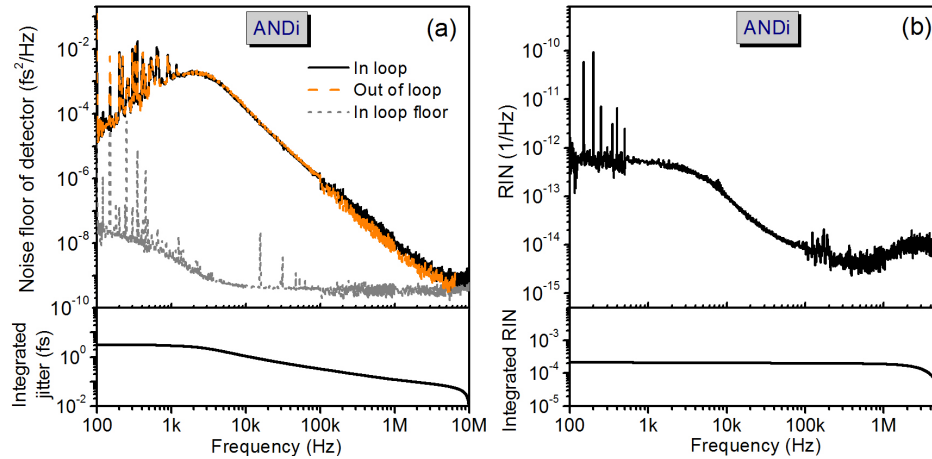 ANDi
(a)
In loop
Out of loop
In loop floor
Noise floor of detector (fs²/Hz)
10⁻²
10⁻⁴
10⁻⁶
10⁻⁸
10⁻¹⁰
Integrated
jitter (fs)
10⁰
10⁻²
100
1k
10k
100k
1M
10M
Frequency (Hz)
ANDi
(b)
RIN (1/Hz)
10⁻¹⁰
10⁻¹¹
10⁻¹²
10⁻¹³
10⁻¹⁴
10⁻¹⁵
Integrated RIN
10⁻³
10⁻⁴
10⁻⁵
100
1k
10k
100k
1M
Frequency (Hz)